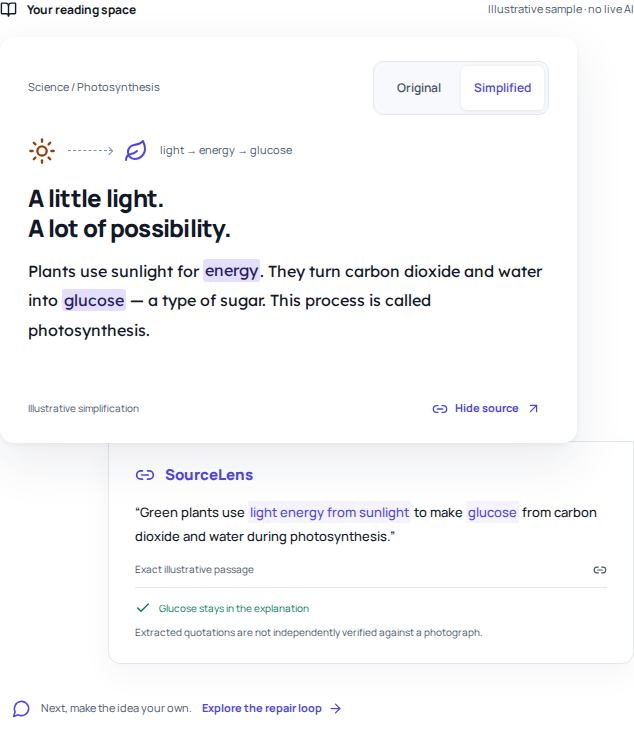 Your reading space
Illustrative sample · no live AI
Science / Photosynthesis
Original
Simplified
light → energy → glucose
A little light.
A lot of possibility.
Plants use sunlight for energy. They turn carbon dioxide and water
into glucose — a type of sugar. This process is called
photosynthesis.
Illustrative simplification
Hide source
SourceLens
“Green plants use light energy from sunlight to make glucose from carbon
dioxide and water during photosynthesis.”
Exact illustrative passage
Glucose stays in the explanation
Extracted quotations are not independently verified against a photograph.
Next, make the idea your own. Explore the repair loop →